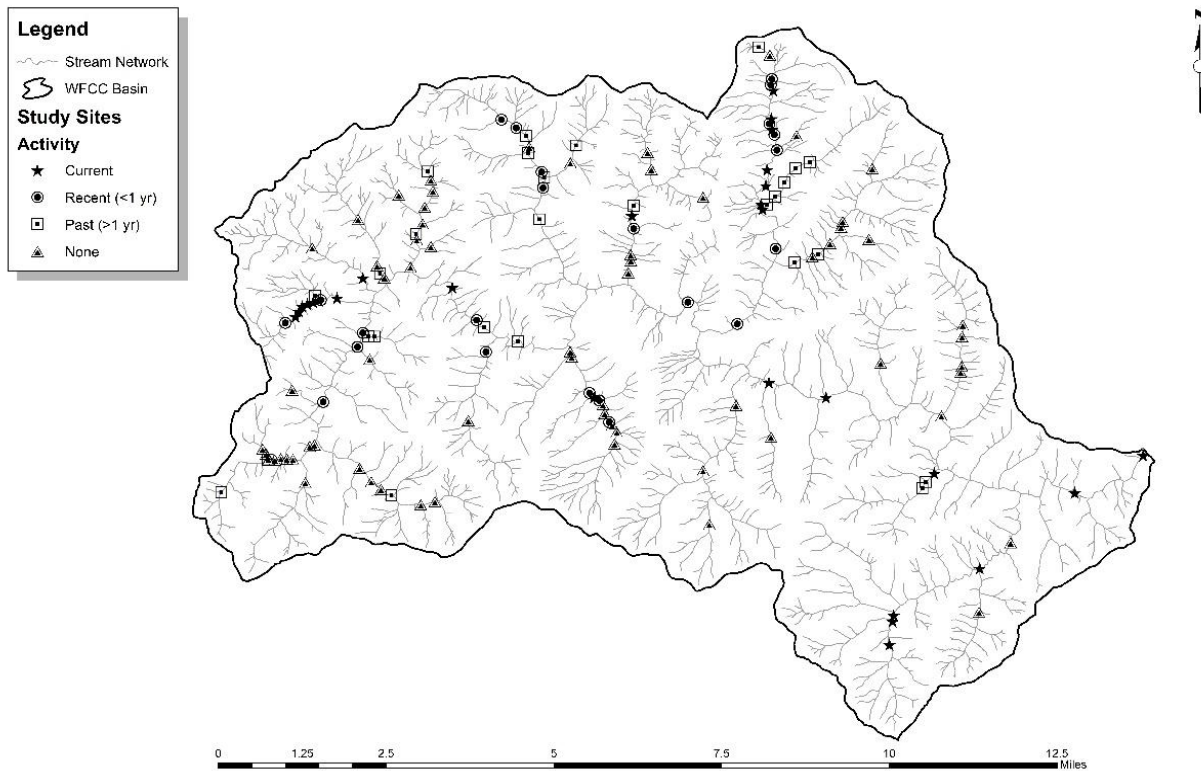 Legend
Stream Network
WFCC Basin
Study Sites
Activity
Current
Recent (<1 yr)
Past (>1 yr)
None
0 1.25 2.5 5 7.5 10 12.5
Miles